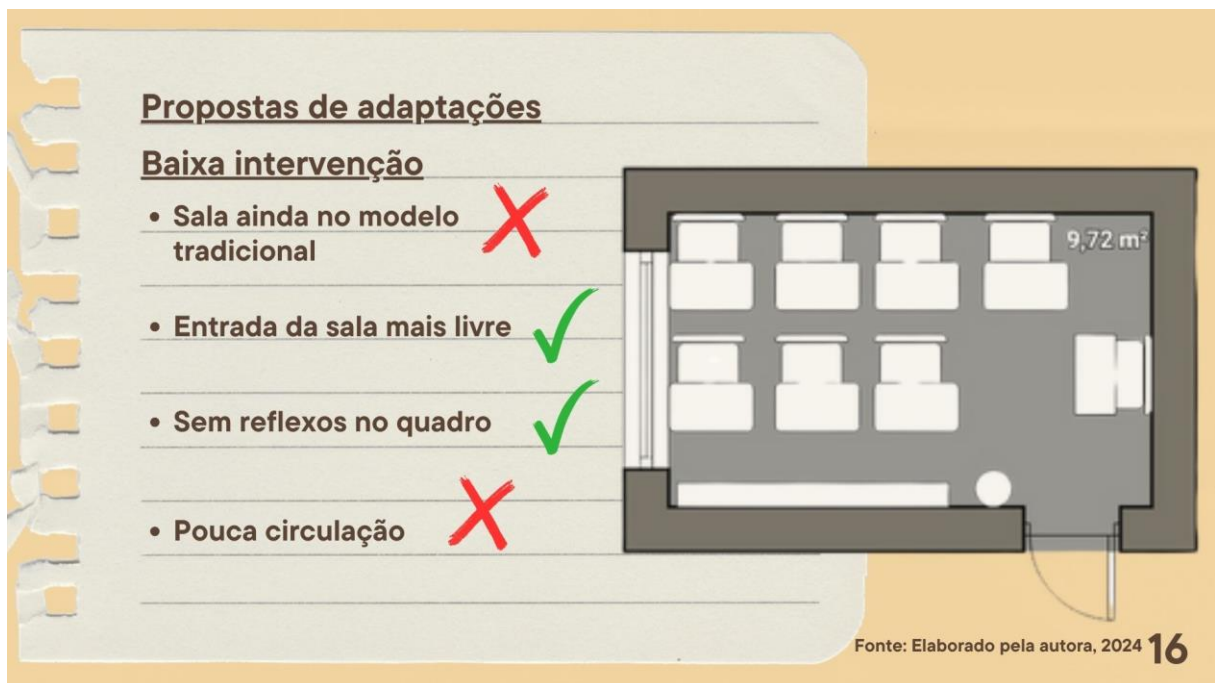 Propostas de adaptações
Baixa intervenção
• Sala ainda no modelo
tradicional
• Entrada da sala mais livre
• Sem reflexos no quadro
• Pouca circulação
9,72 m²
Fonte: Elaborado pela autora, 2024 16